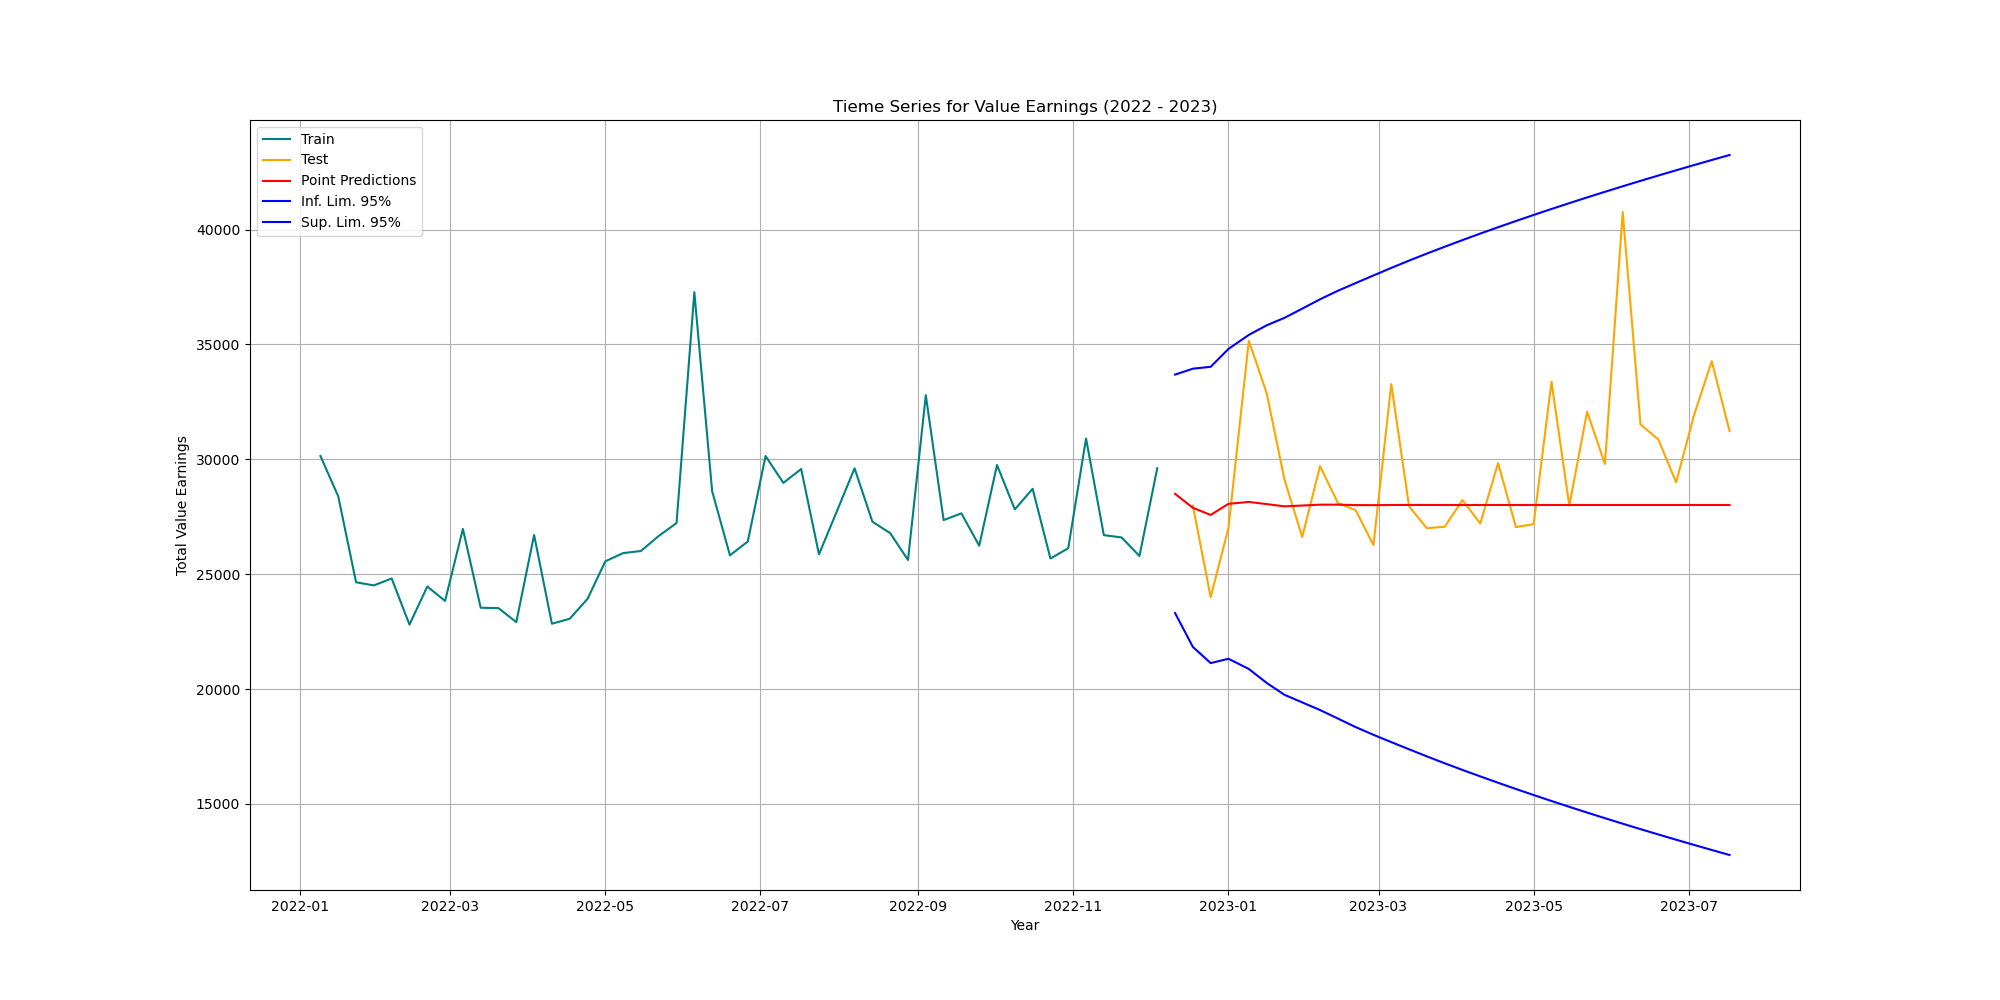 Tieme Series for Value Earnings (2022 - 2023)
Train
Test
Point Predictions
Inf. Lim. 95%
Sup. Lim. 95%
Total Value Earnings
40000
35000
30000
25000
20000
15000
2022-01
2022-03
2022-05
2022-07
2022-09
2022-11
2023-01
2023-03
2023-05
2023-07
Year